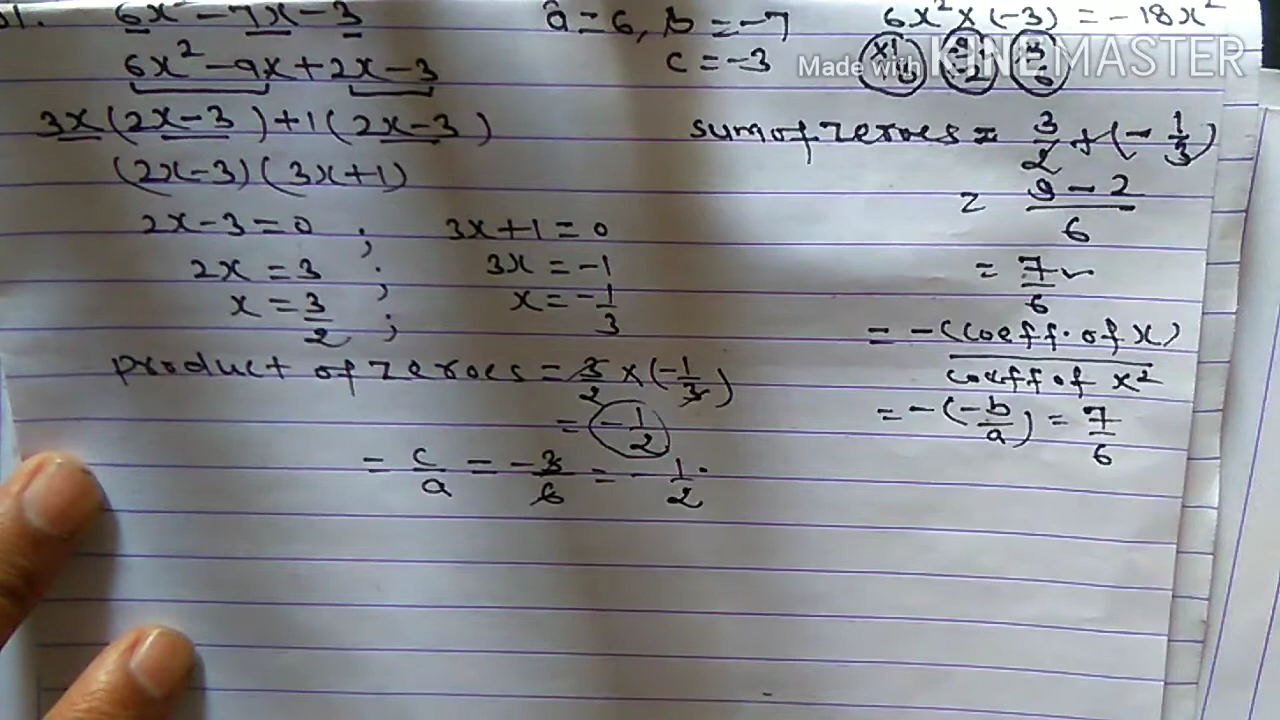 01. 6x² - 7x - 3
6x² - 9x + 2x - 3
3x (2x - 3) + 1 (2x - 3)
(2x - 3) (3x + 1)
2x - 3 = 0 ; 3x + 1 = 0
2x = 3 ; 3x = -1
x = 3/2 ; x = -1/3
product of zeroes = 3/2 × (-1/3)
= -1/2
= c/a = -3/6 = -1/2.
a = 6, b = -7
c = -3
6x² × (-3) = -18x²
Made with KINEMASTER
sum of zeroes = 3/2 + (-1/3)
= 9 - 2/6
= 7/6
= -(coeff. of x)/coeff of x²
= -(-b/a) = 7/6